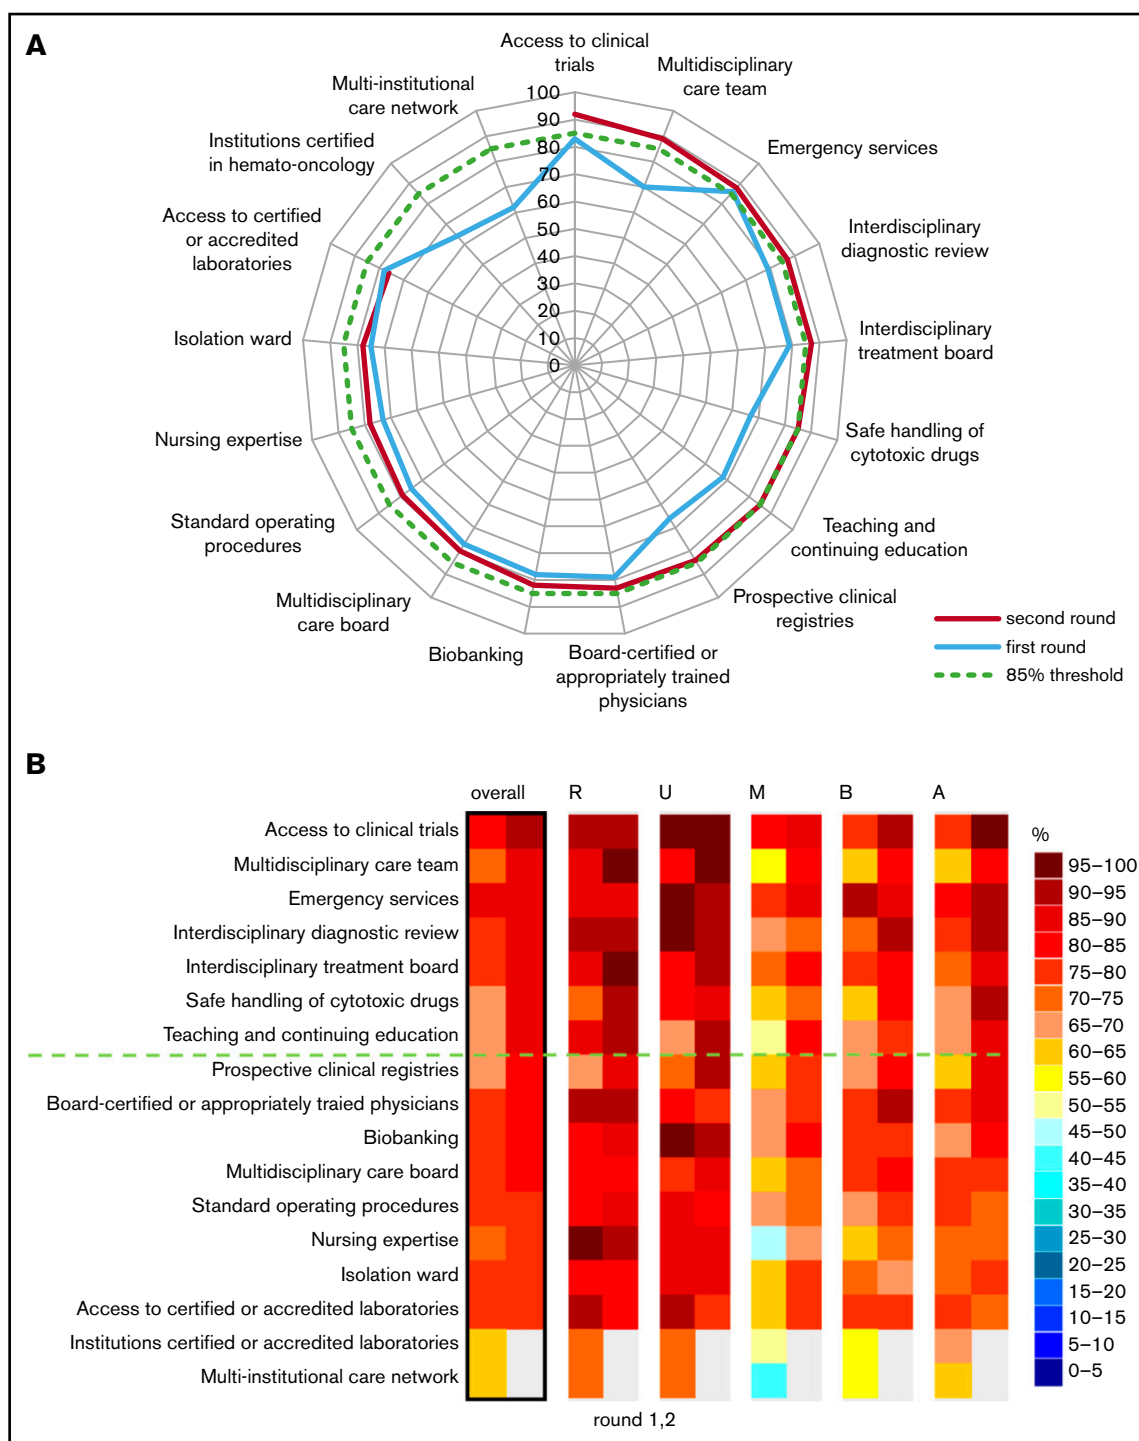 A
Access to clinical
trials
Multidisciplinary
care team
Emergency services
Interdisciplinary
diagnostic review
Interdisciplinary
treatment board
Safe handling of
cytotoxic drugs
Teaching and
continuing education
Prospective clinical
registries
Board-certified or
appropriately trained
physicians
Biobanking
Multidisciplinary
care board
Standard operating
procedures
Nursing expertise
Isolation ward
Access to certified
or accredited
laboratories
Institutions certified
in hemato-oncology
Multi-institutional
care network
100
90
80
70
60
50
40
30
20
10
0
second round
first round
85% threshold
B
overall R U M B A
Access to clinical trials
Multidisciplinary care team
Emergency services
Interdisciplinary diagnostic review
Interdisciplinary treatment board
Safe handling of cytotoxic drugs
Teaching and continuing education
Prospective clinical registries
Board-certified or appropriately traied physicians
Biobanking
Multidisciplinary care board
Standard operating procedures
Nursing expertise
Isolation ward
Access to certified or accredited laboratories
Institutions certified or accredited laboratories
Multi-institutional care network
round 1,2
%
95–100
90–95
85–90
80–85
75–80
70–75
65–70
60–65
55–60
50–55
45–50
40–45
35–40
30–35
25–30
20–25
15–20
10–15
5–10
0–5